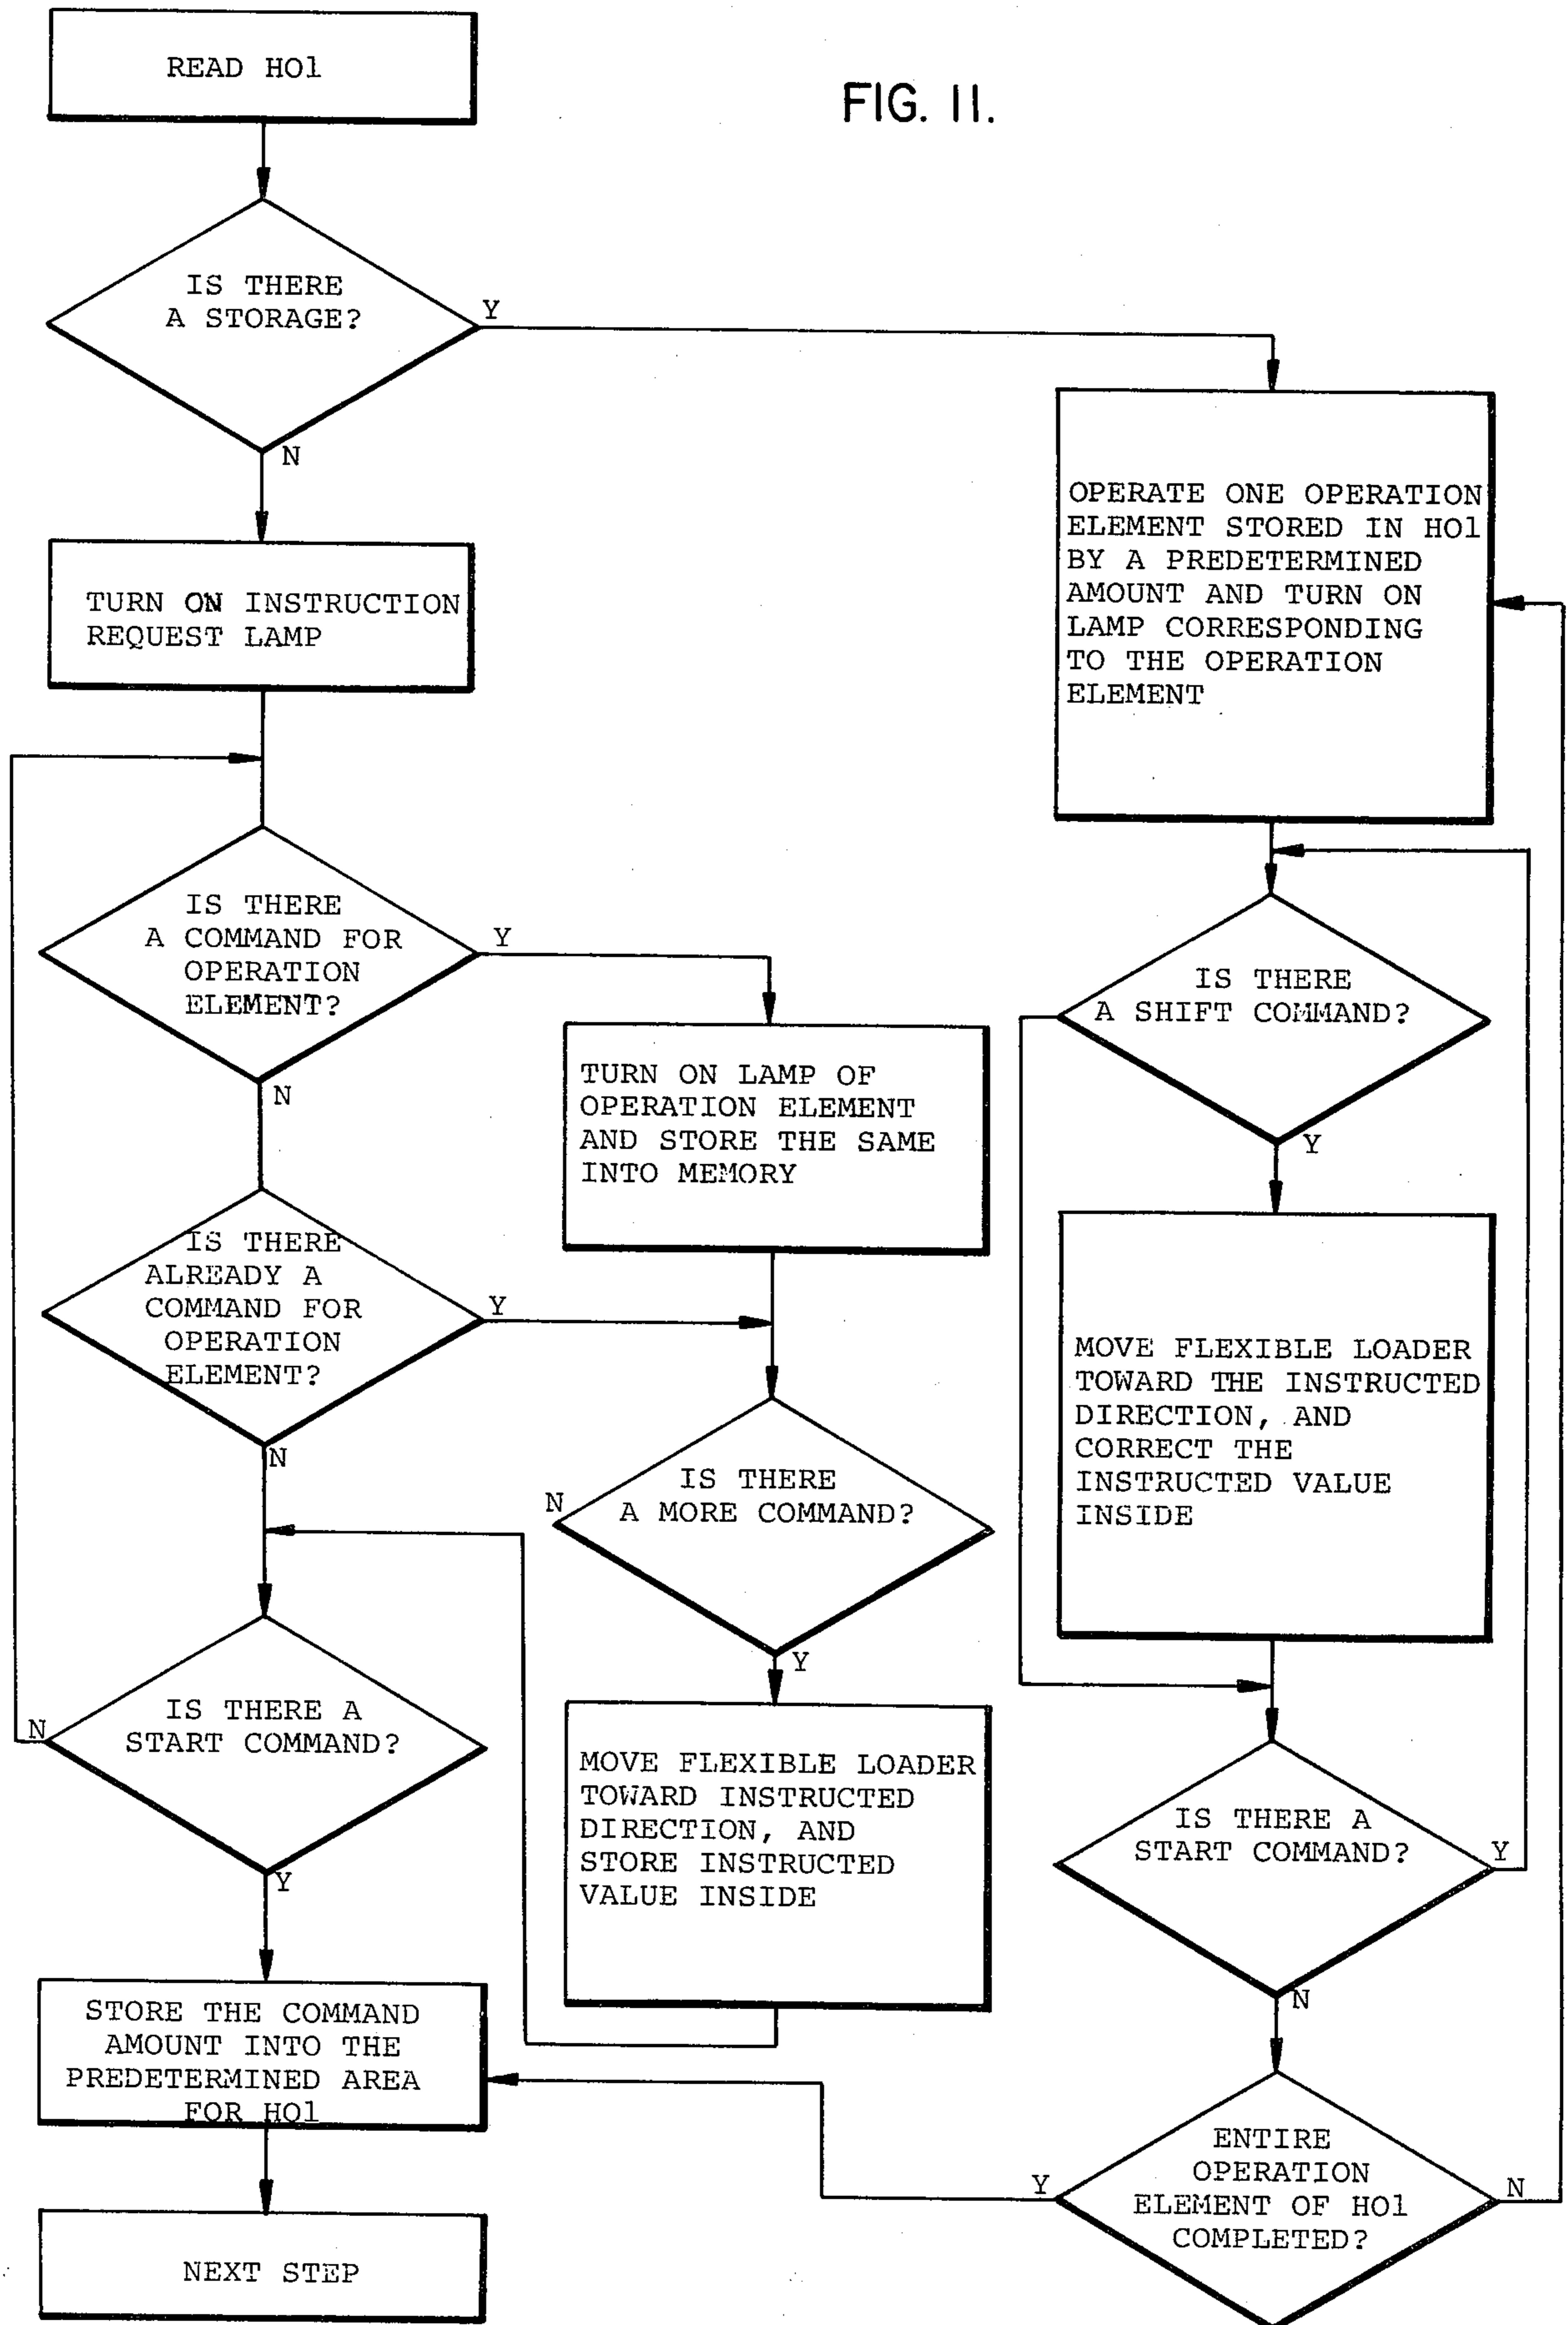 FIG. 11.
READ HO1
IS THERE
A STORAGE?
Y
N
TURN ON INSTRUCTION
REQUEST LAMP
IS THERE
A COMMAND FOR
OPERATION
ELEMENT?
Y
N
IS THERE
ALREADY A
COMMAND FOR
OPERATION
ELEMENT?
Y
N
IS THERE A
START COMMAND?
N
Y
STORE THE COMMAND
AMOUNT INTO THE
PREDETERMINED AREA
FOR HO1
NEXT STEP
TURN ON LAMP OF
OPERATION ELEMENT
AND STORE THE SAME
INTO MEMORY
IS THERE
A MORE COMMAND?
N
Y
MOVE FLEXIBLE LOADER
TOWARD INSTRUCTED
DIRECTION, AND
STORE INSTRUCTED
VALUE INSIDE
OPERATE ONE OPERATION
ELEMENT STORED IN HO1
BY A PREDETERMINED
AMOUNT AND TURN ON
LAMP CORRESPONDING
TO THE OPERATION
ELEMENT
IS THERE
A SHIFT COMMAND?
Y
MOVE FLEXIBLE LOADER
TOWARD THE INSTRUCTED
DIRECTION, AND
CORRECT THE
INSTRUCTED VALUE
INSIDE
IS THERE A
START COMMAND?
Y
N
ENTIRE
OPERATION
ELEMENT OF HO1
COMPLETED?
Y
N